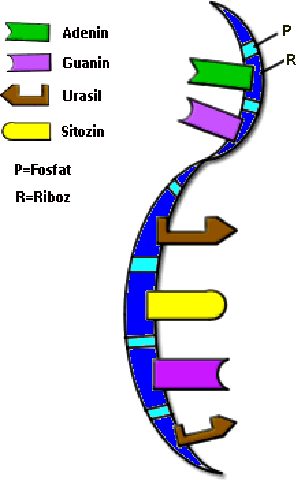 Adenin
Guanin
Urasil
Sitozin
P=Fosfat
R=Riboz
P
R